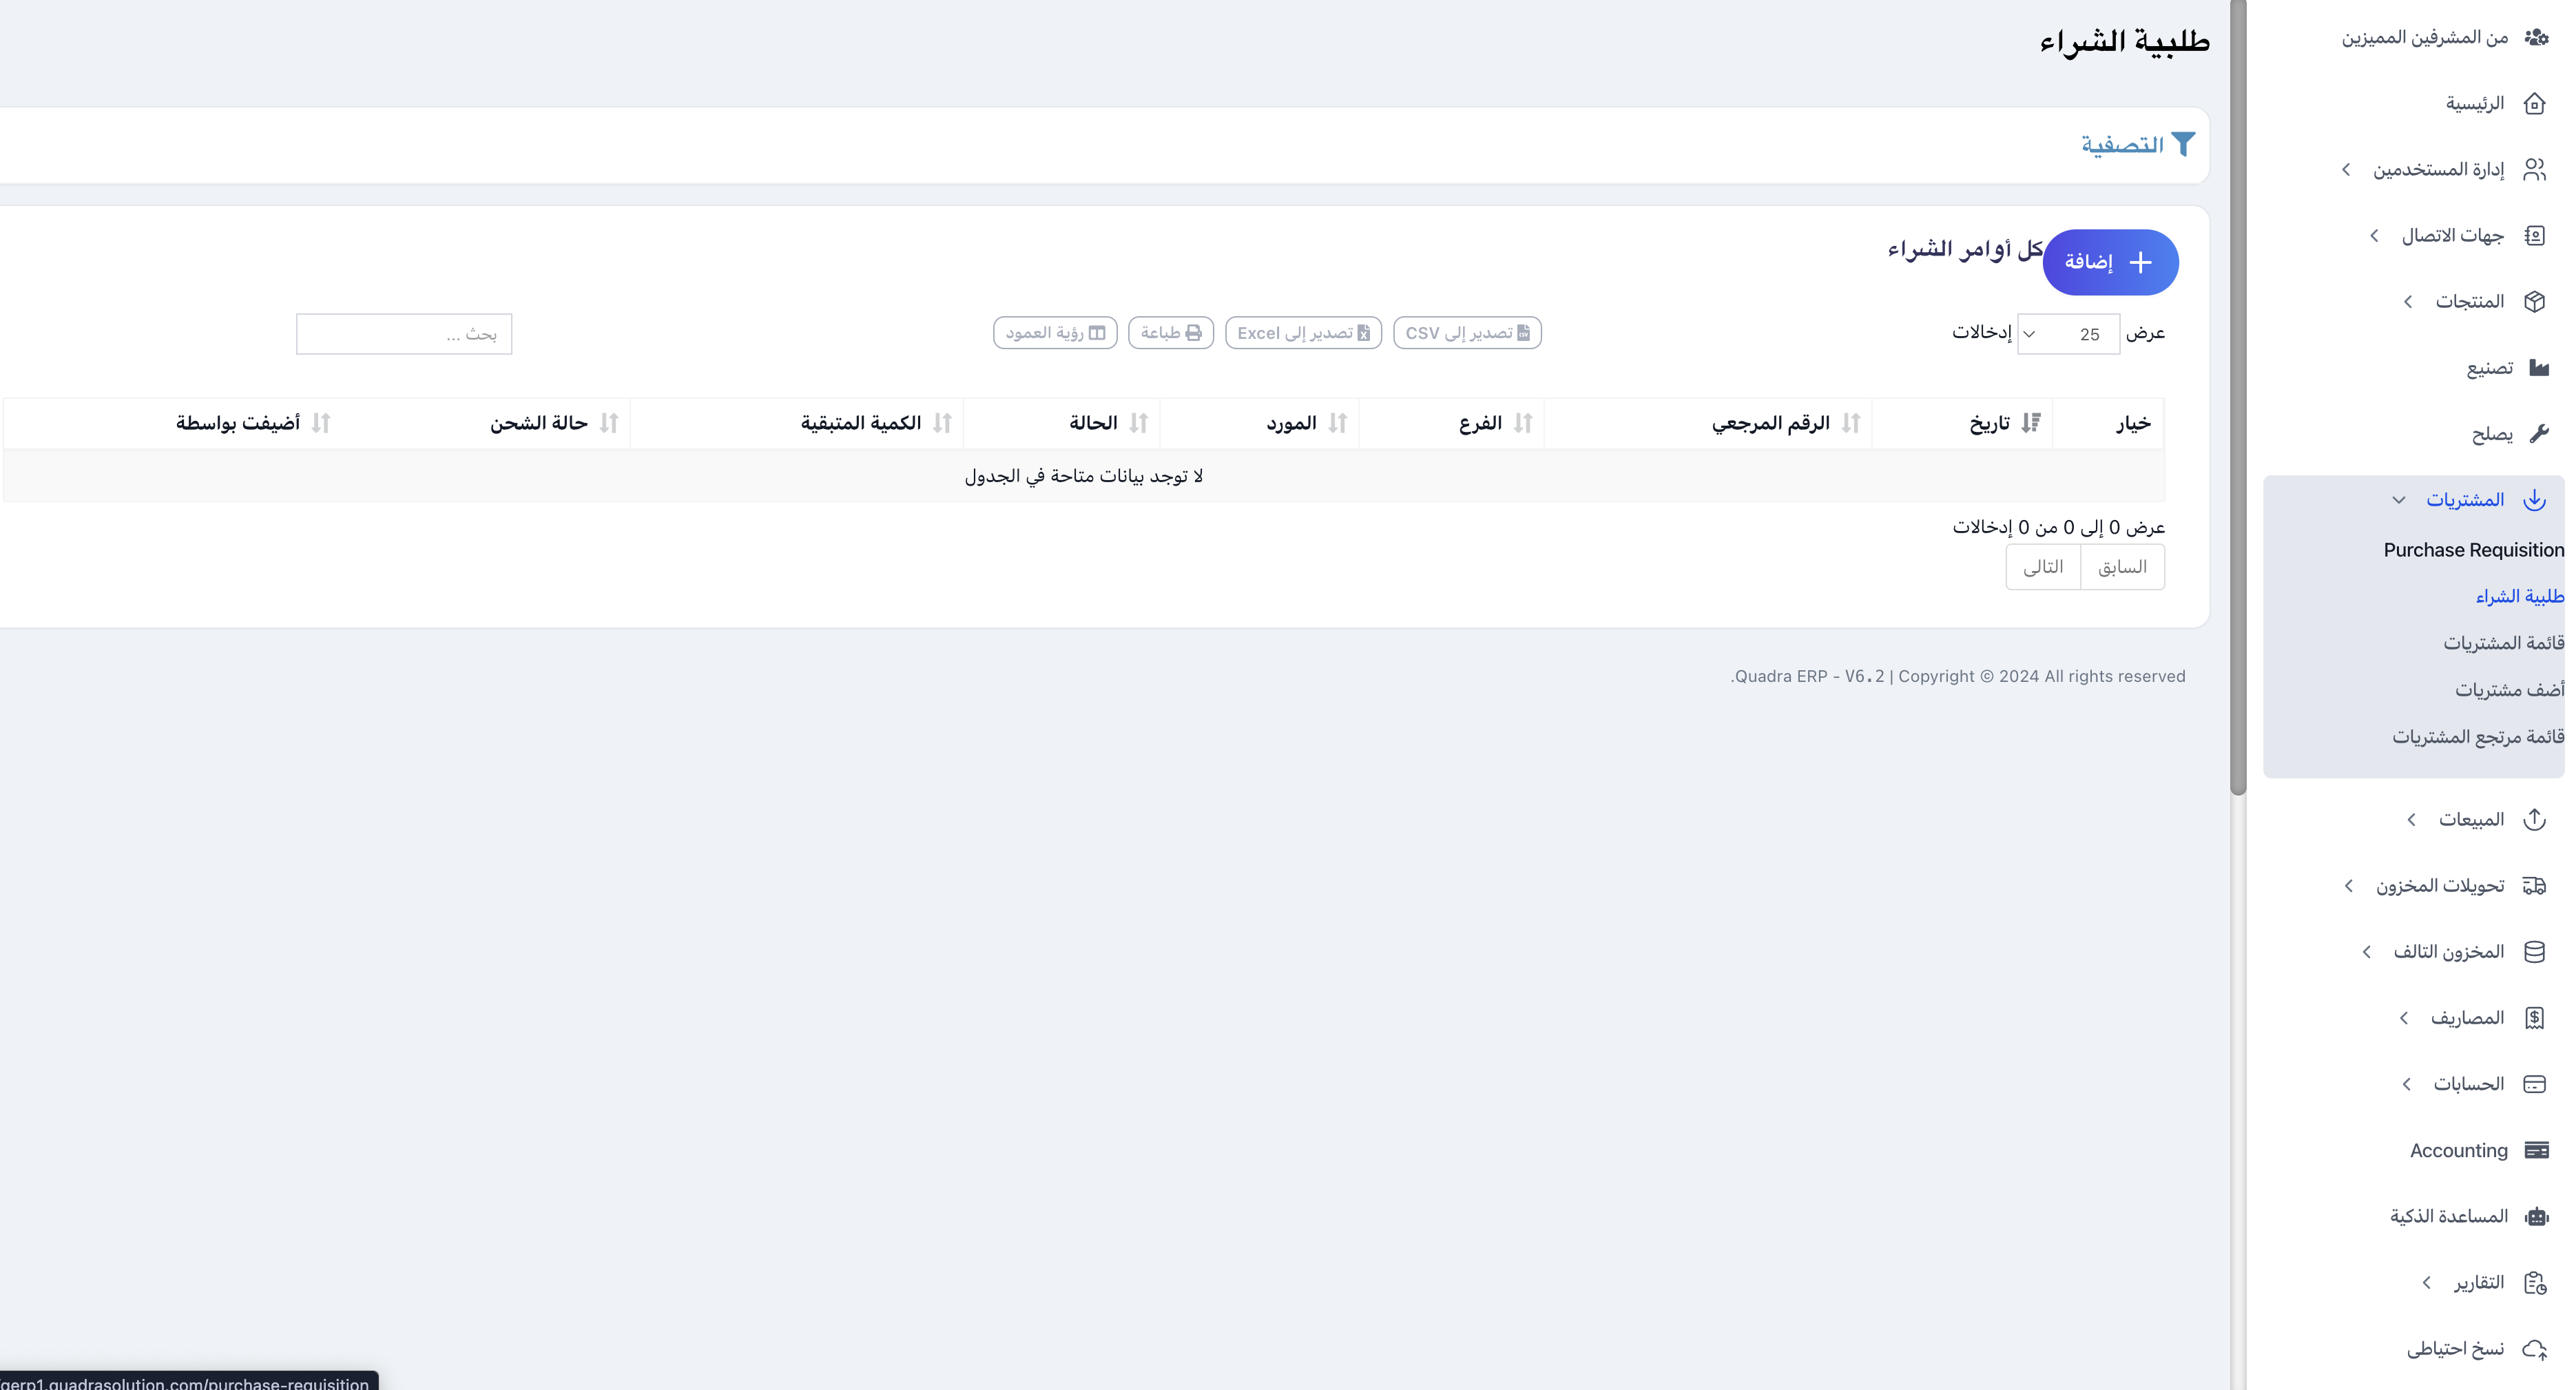 من المشرفين المميزين
الرئيسية
إدارة المستخدمين
جهات الاتصال
المنتجات
تصنيع
يصلح
المشتريات
Purchase Requisition
طلبية الشراء
قائمة المشتريات
أضف مشتريات
قائمة مرتجع المشتريات
المبيعات
تحويلات المخزون
المخزون التالف
المصاريف
الحسابات
Accounting
المساعدة الذكية
التقارير
نسخ احتياطى
طلبية الشراء
التصفية
إضافة
كل أوامر الشراء
عرض 25 إدخالات
تصدير إلى CSV تصدير إلى Excel طباعة رؤية العمود
بحث ...
خيار تاريخ الرقم المرجعي الفرع المورد الحالة الكمية المتبقية حالة الشحن أضيفت بواسطة
لا توجد بيانات متاحة في الجدول
عرض 0 إلى 0 من 0 إدخالات
السابق التالى
.Quadra ERP - V6.2 | Copyright © 2024 All rights reserved
qerp1.quadrasolution.com/purchase-requisition